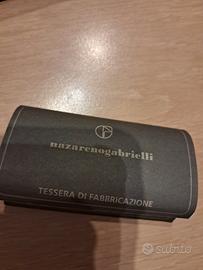 nazarenogabrielli
TESSERA DI FABBRICAZIONE
subito